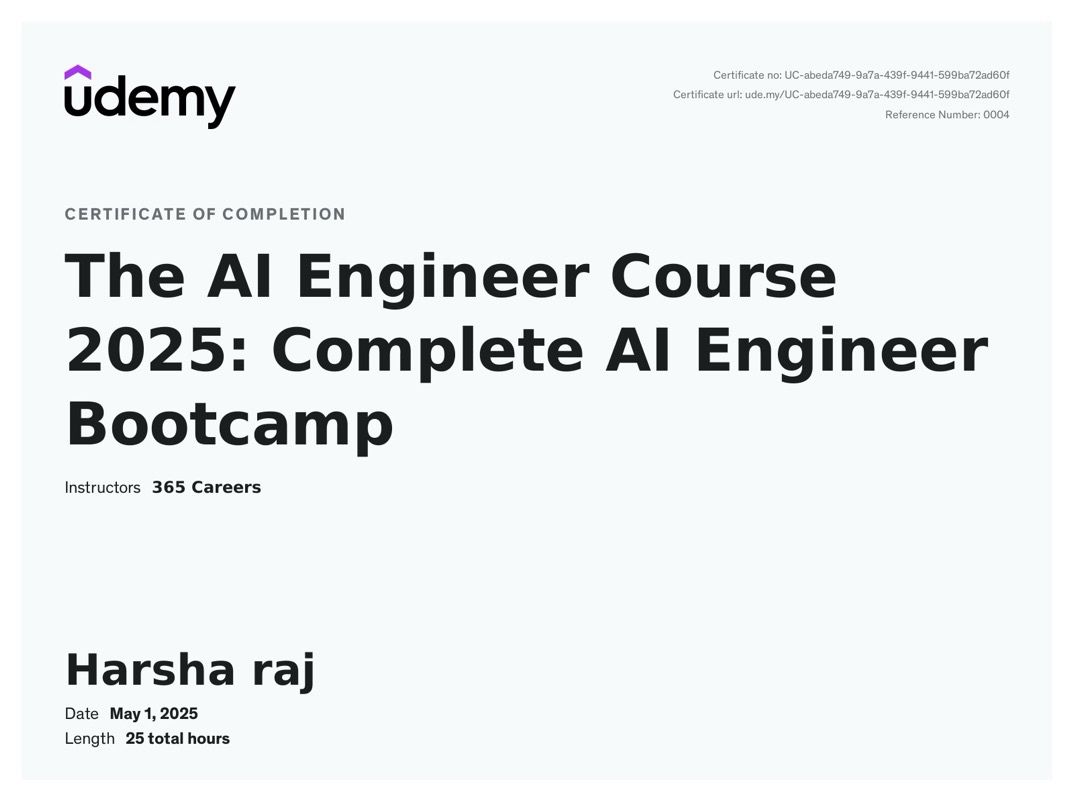 udemy
Certificate no: UC-abeda749-9a7a-439f-9441-599ba72ad60f
Certificate url: ude.my/UC-abeda749-9a7a-439f-9441-599ba72ad60f
Reference Number: 0004
CERTIFICATE OF COMPLETION
The AI Engineer Course
2025: Complete AI Engineer
Bootcamp
Instructors 365 Careers
Harsha raj
Date May 1, 2025
Length 25 total hours